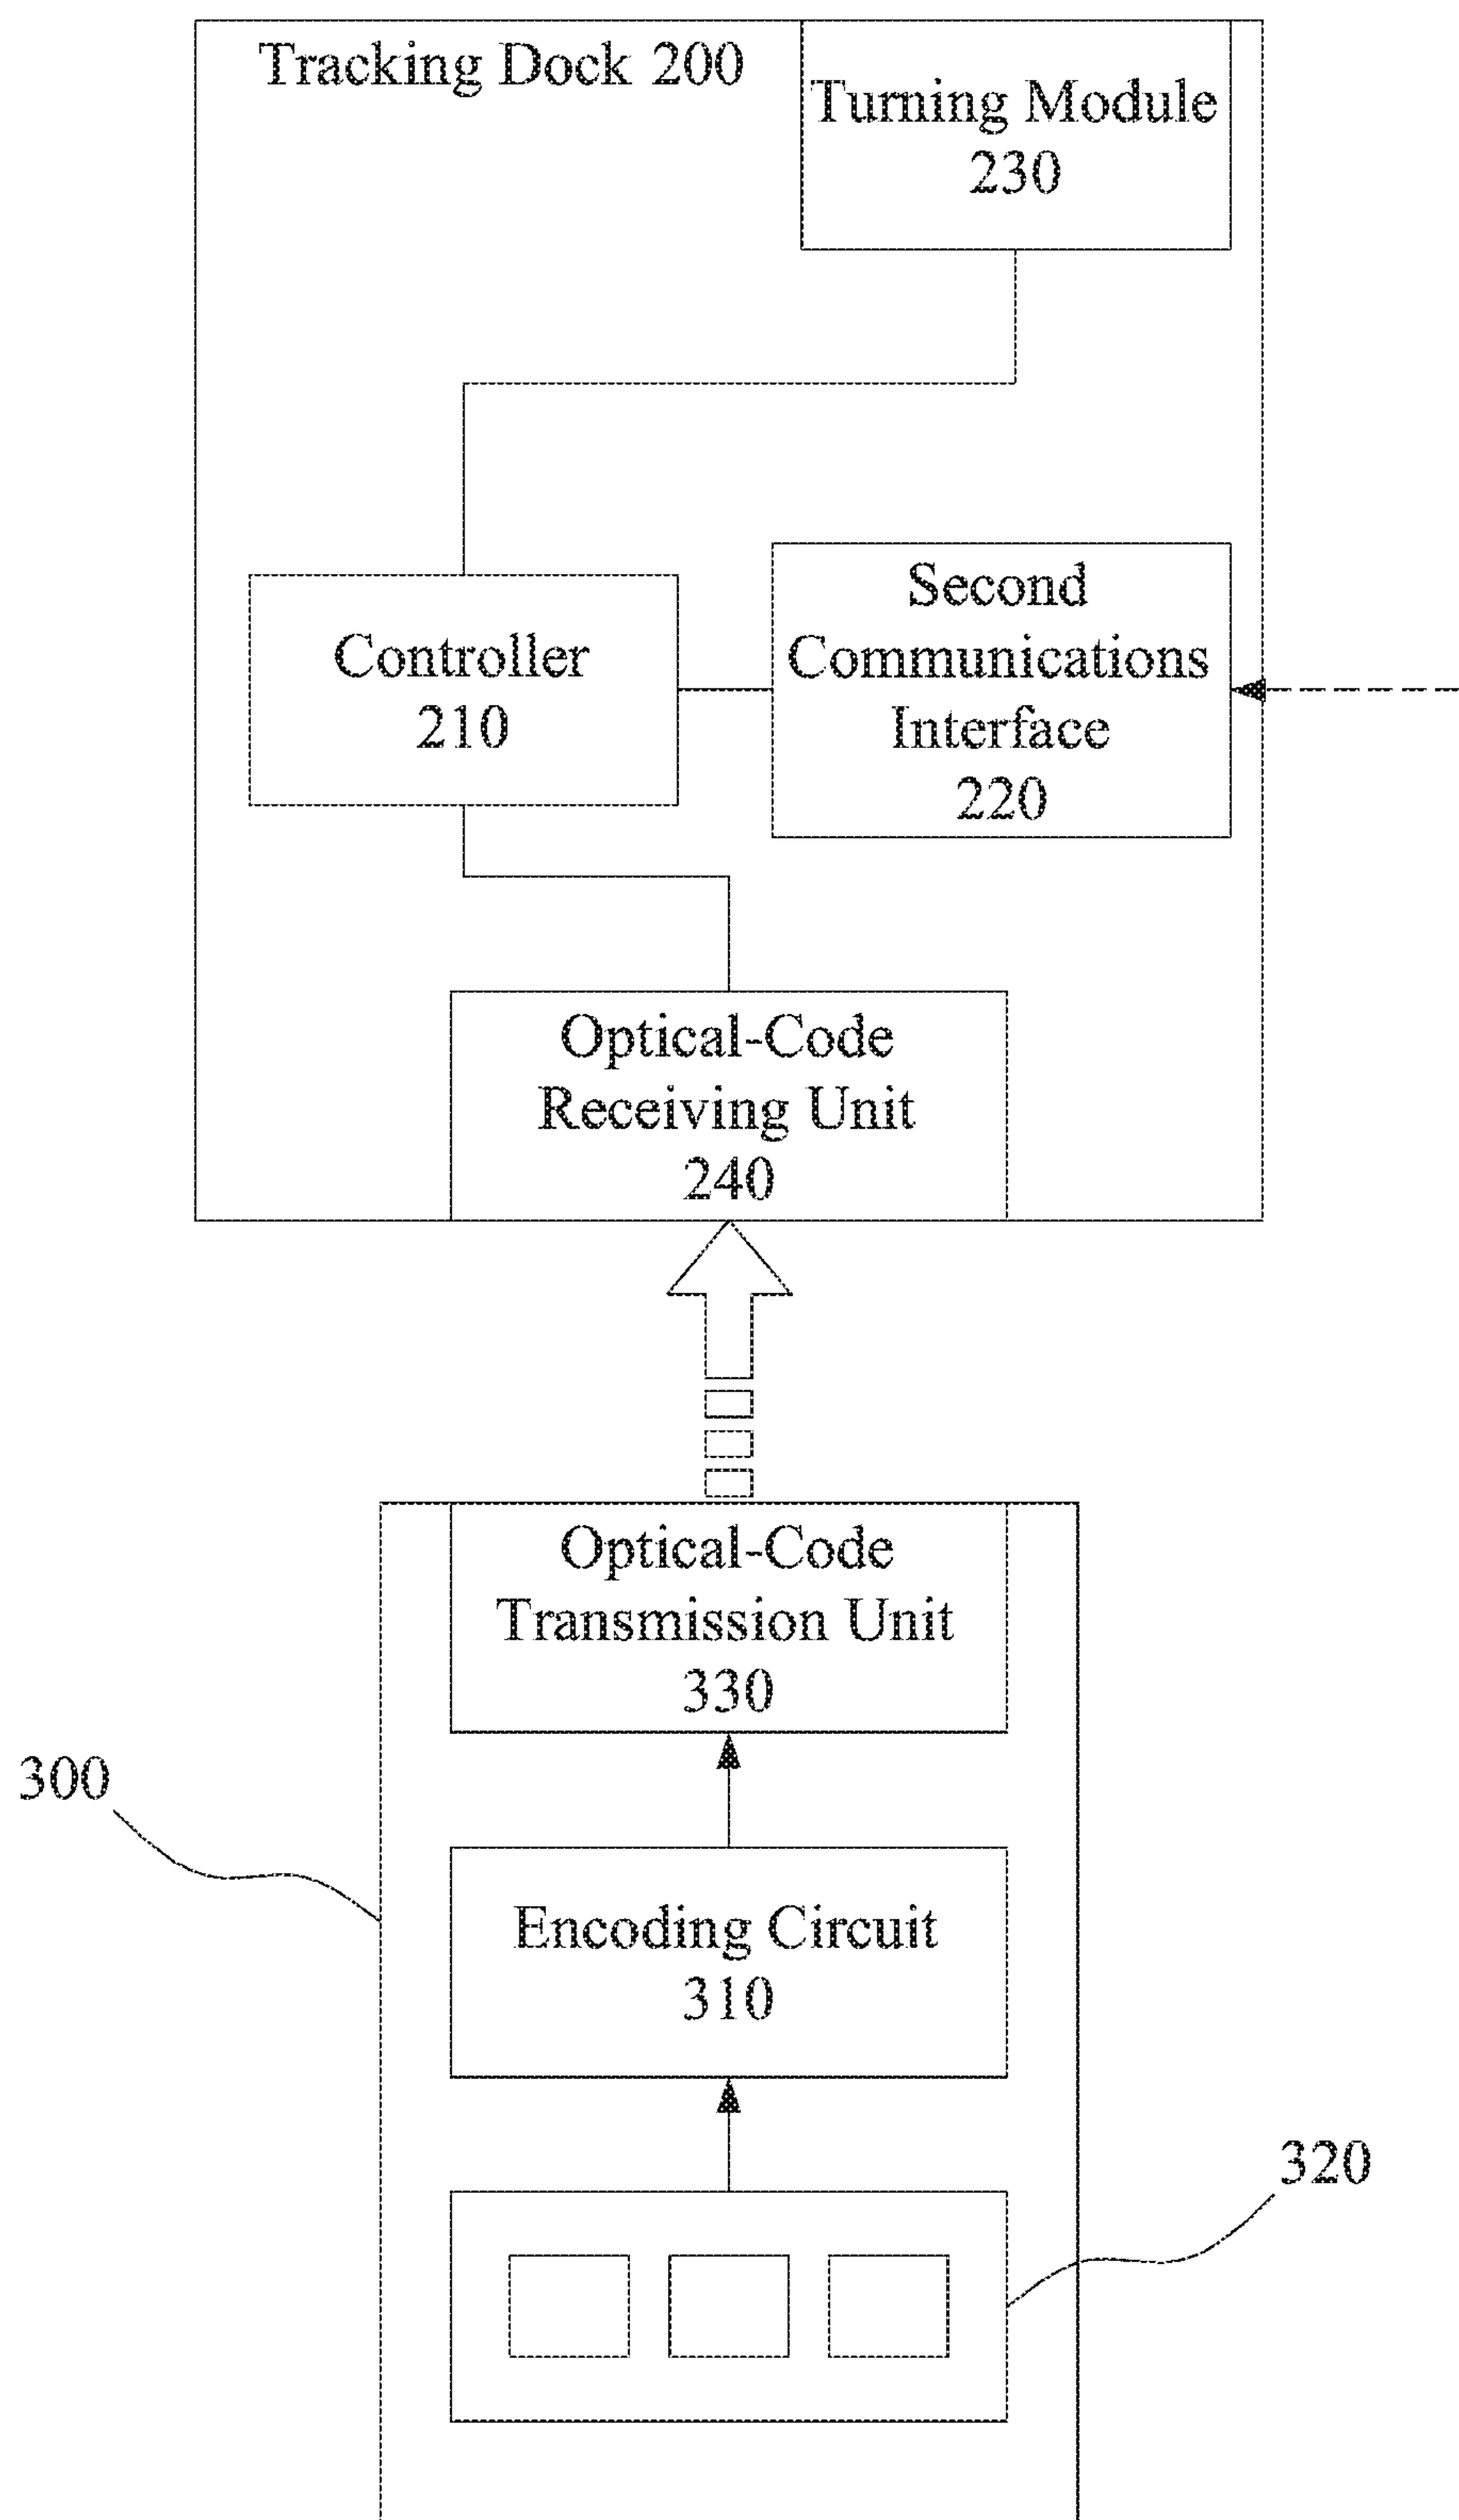 Tracking Dock 200
Turning Module
230
Controller
210
Second
Communications
Interface
220
Optical-Code
Receiving Unit
240
Optical-Code
Transmission Unit
330
300
Encoding Circuit
310
320